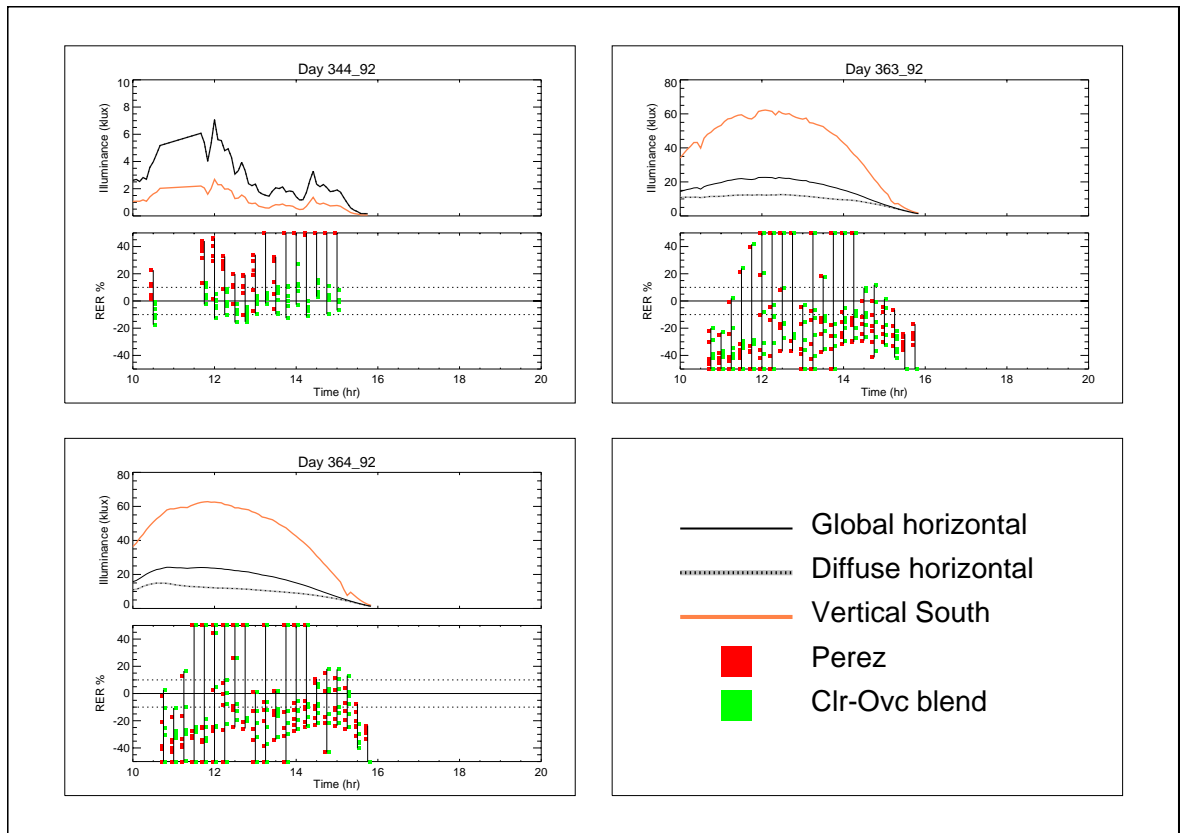 Day 344_92
10
8
6
4
2
0
Illuminance (klux)
40
20
0
-20
-40
RER %
10 12 14 16 18 20
Time (hr)
Day 363_92
80
60
40
20
0
Illuminance (klux)
40
20
0
-20
-40
RER %
10 12 14 16 18 20
Time (hr)
Day 364_92
80
60
40
20
0
Illuminance (klux)
40
20
0
-20
-40
RER %
10 12 14 16 18 20
Time (hr)
Global horizontal
Diffuse horizontal
Vertical South
Perez
Clr-Ovc blend